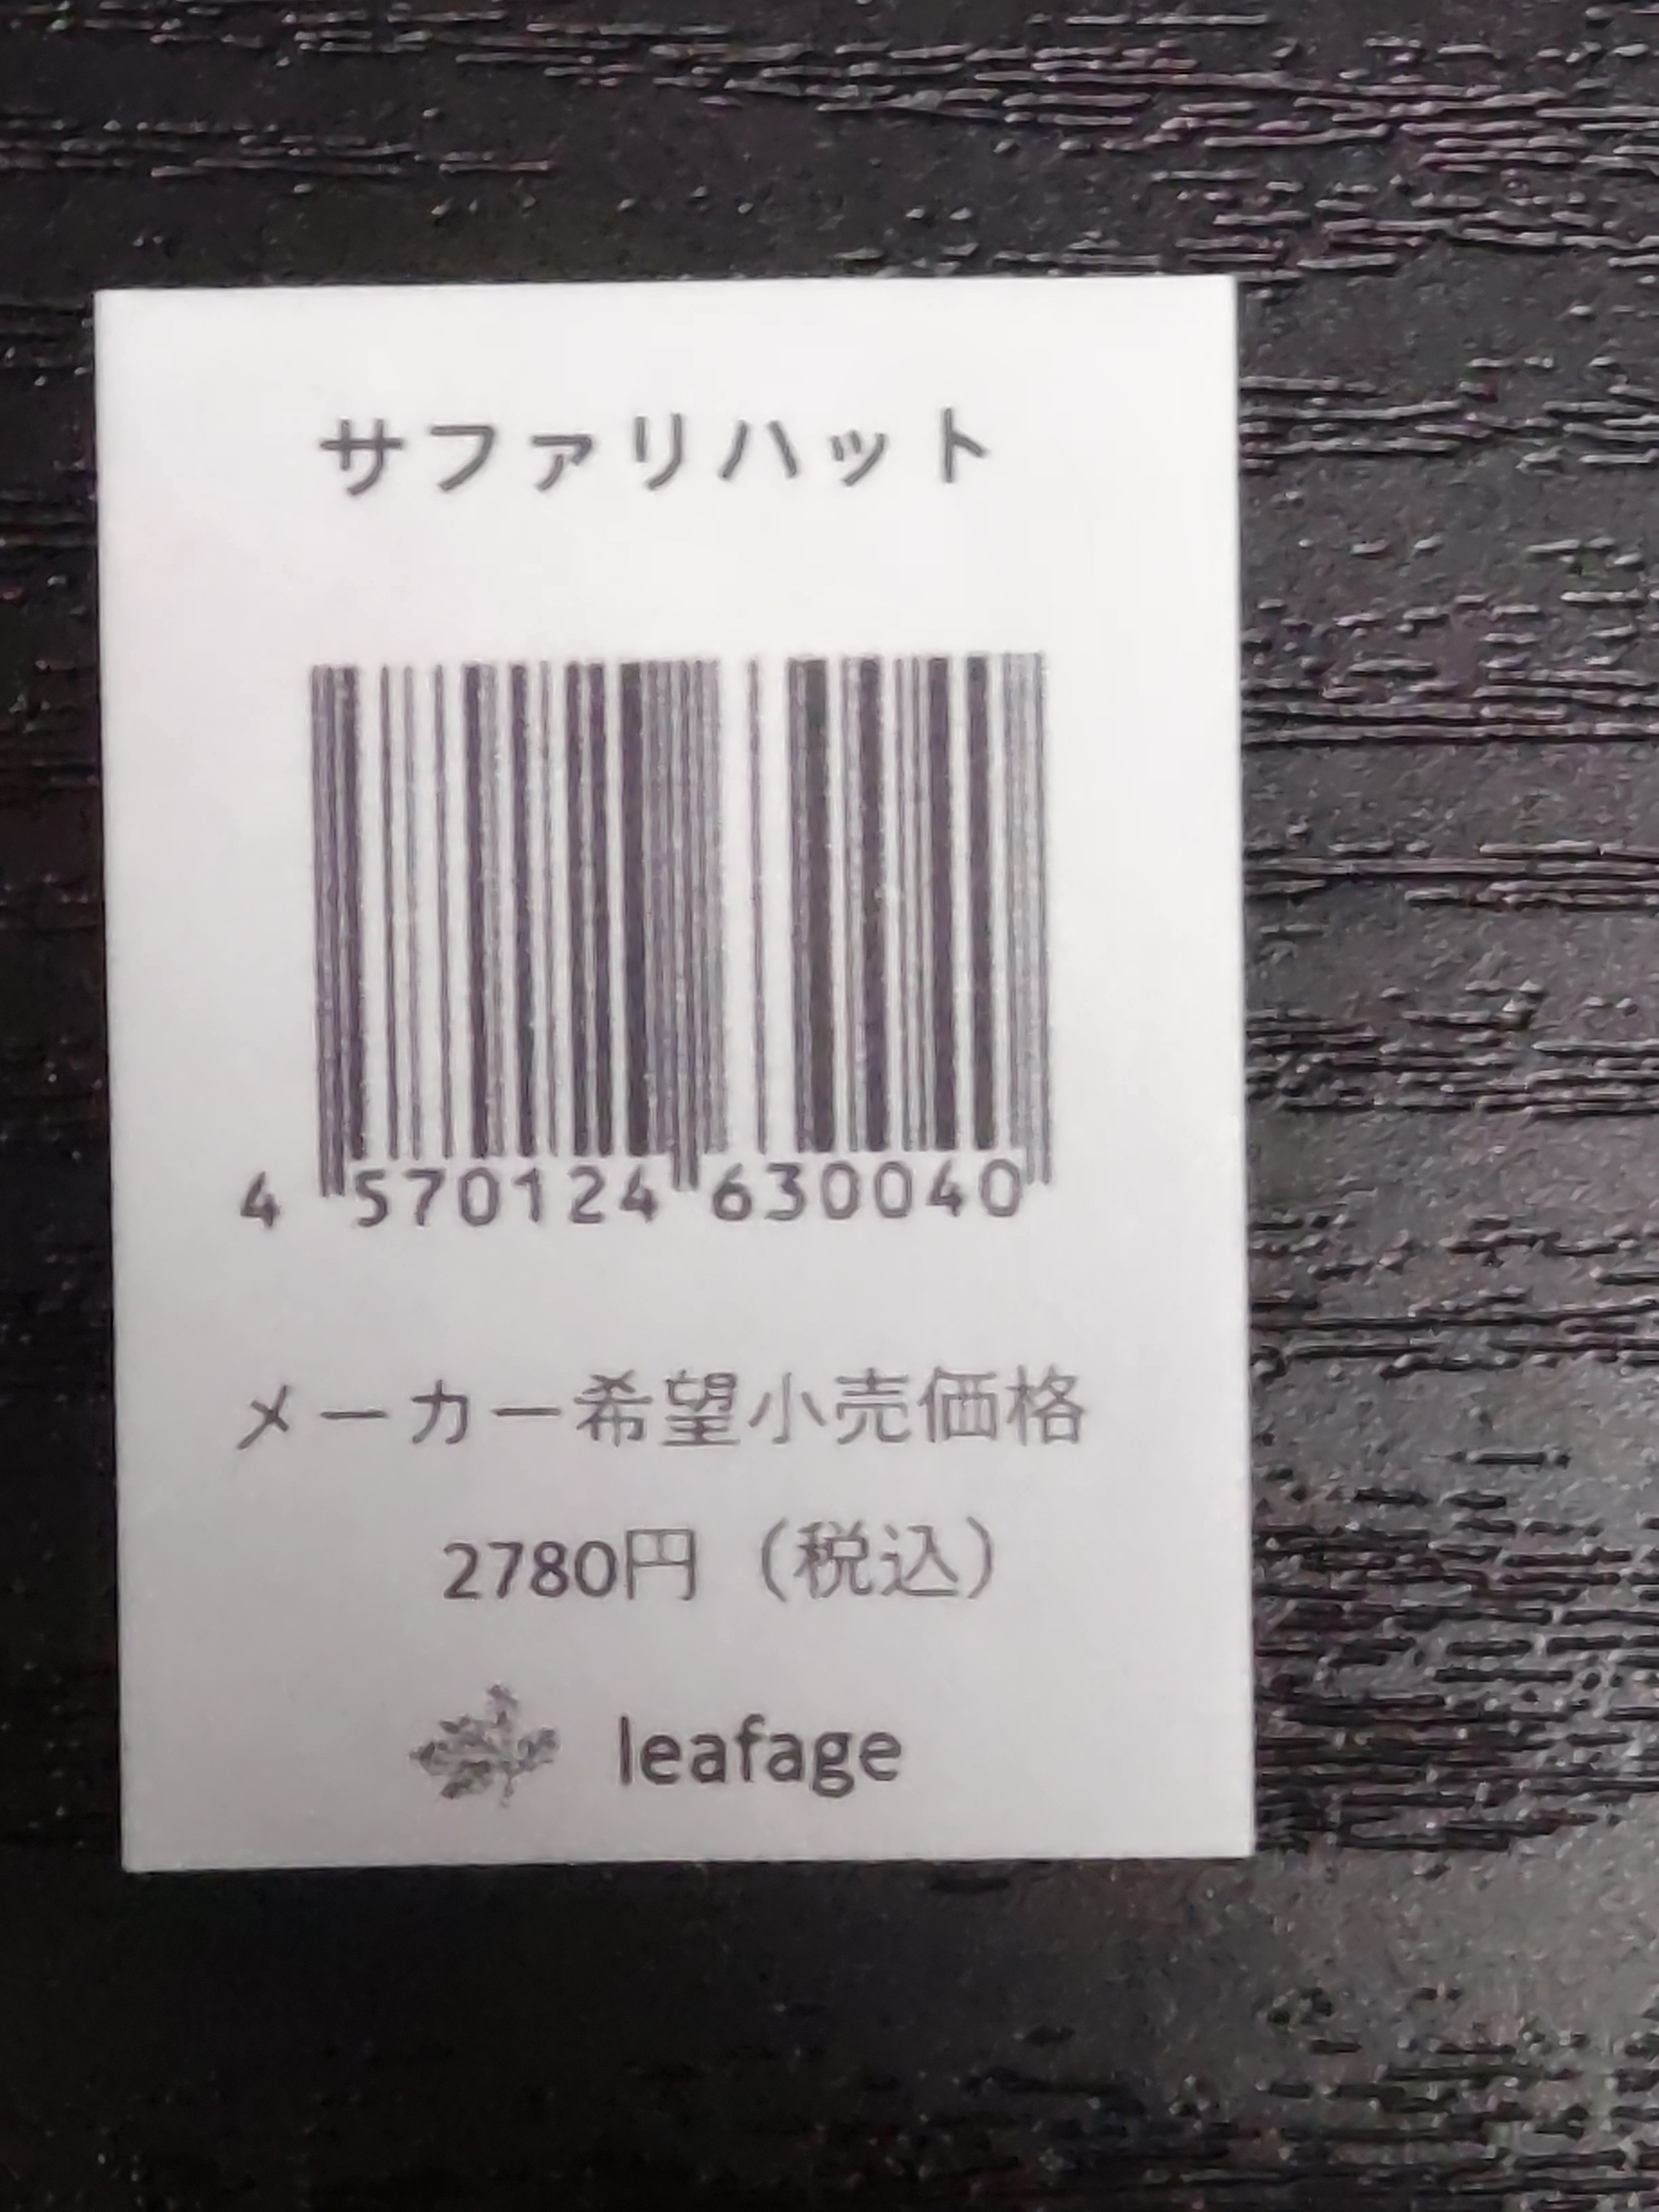 サファリハット
4 570124 630040
メーカー希望小売価格
2780円（税込）
leafage